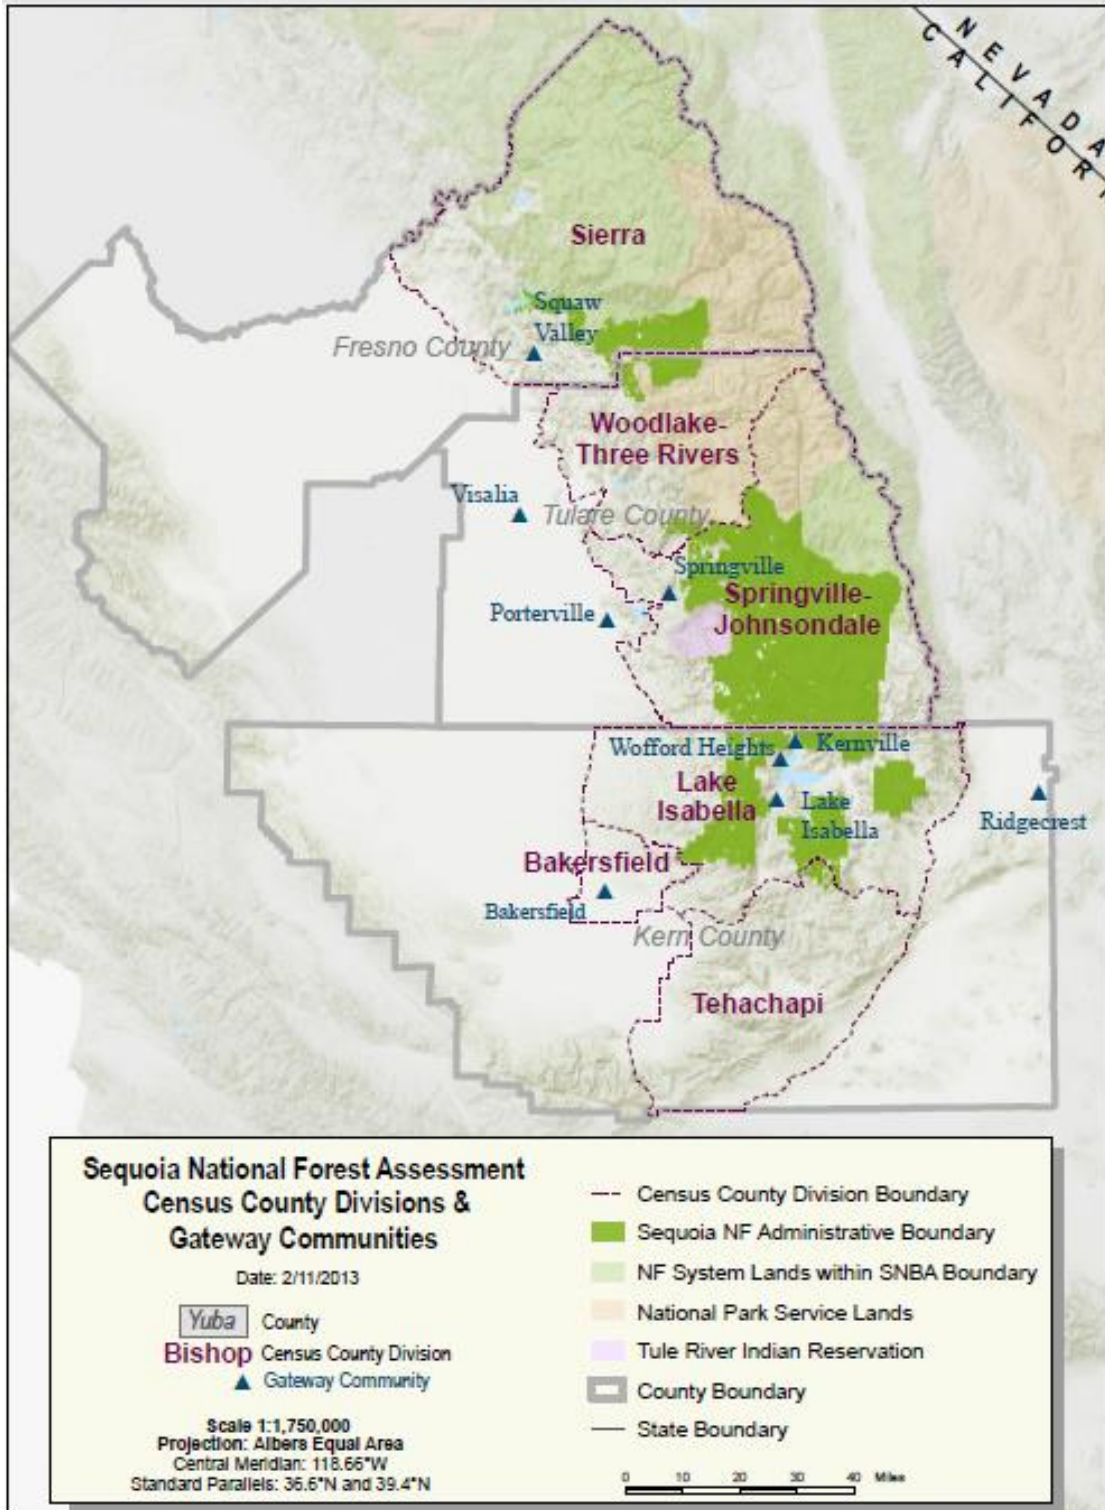 NEVADA
CALIFOR
Sierra
Squaw
Valley
Fresno County
Woodlake-
Three Rivers
Visalia
Tulare County
Springville
Springville-
Johnsondale
Porterville
Wofford Heights
Kernville
Lake
Isabella
Lake
Isabella
Ridgecrest
Bakersfield
Bakersfield
Kern County
Tehachapi
Sequoia National Forest Assessment
Census County Divisions &
Gateway Communities
Date: 2/11/2013
Yuba County
Bishop Census County Division
Gateway Community
Scale 1:1,750,000
Projection: Albers Equal Area
Central Meridian: 118.66°W
Standard Parallels: 36.6°N and 39.4°N
Census County Division Boundary
Sequoia NF Administrative Boundary
NF System Lands within SNBA Boundary
National Park Service Lands
Tule River Indian Reservation
County Boundary
State Boundary
0 10 20 30 40 Miles